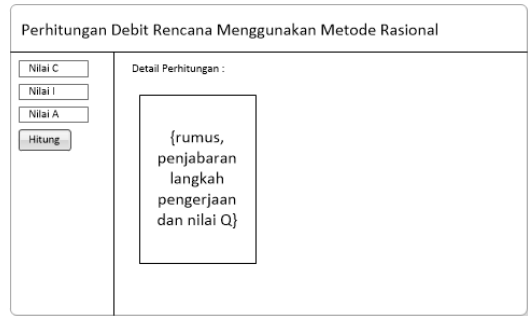 Perhitungan Debit Rencana Menggunakan Metode Rasional
Nilai C
Nilai I
Nilai A
Hitung
Detail Perhitungan :
{rumus,
penjabaran
langkah
pengerjaan
dan nilai Q}